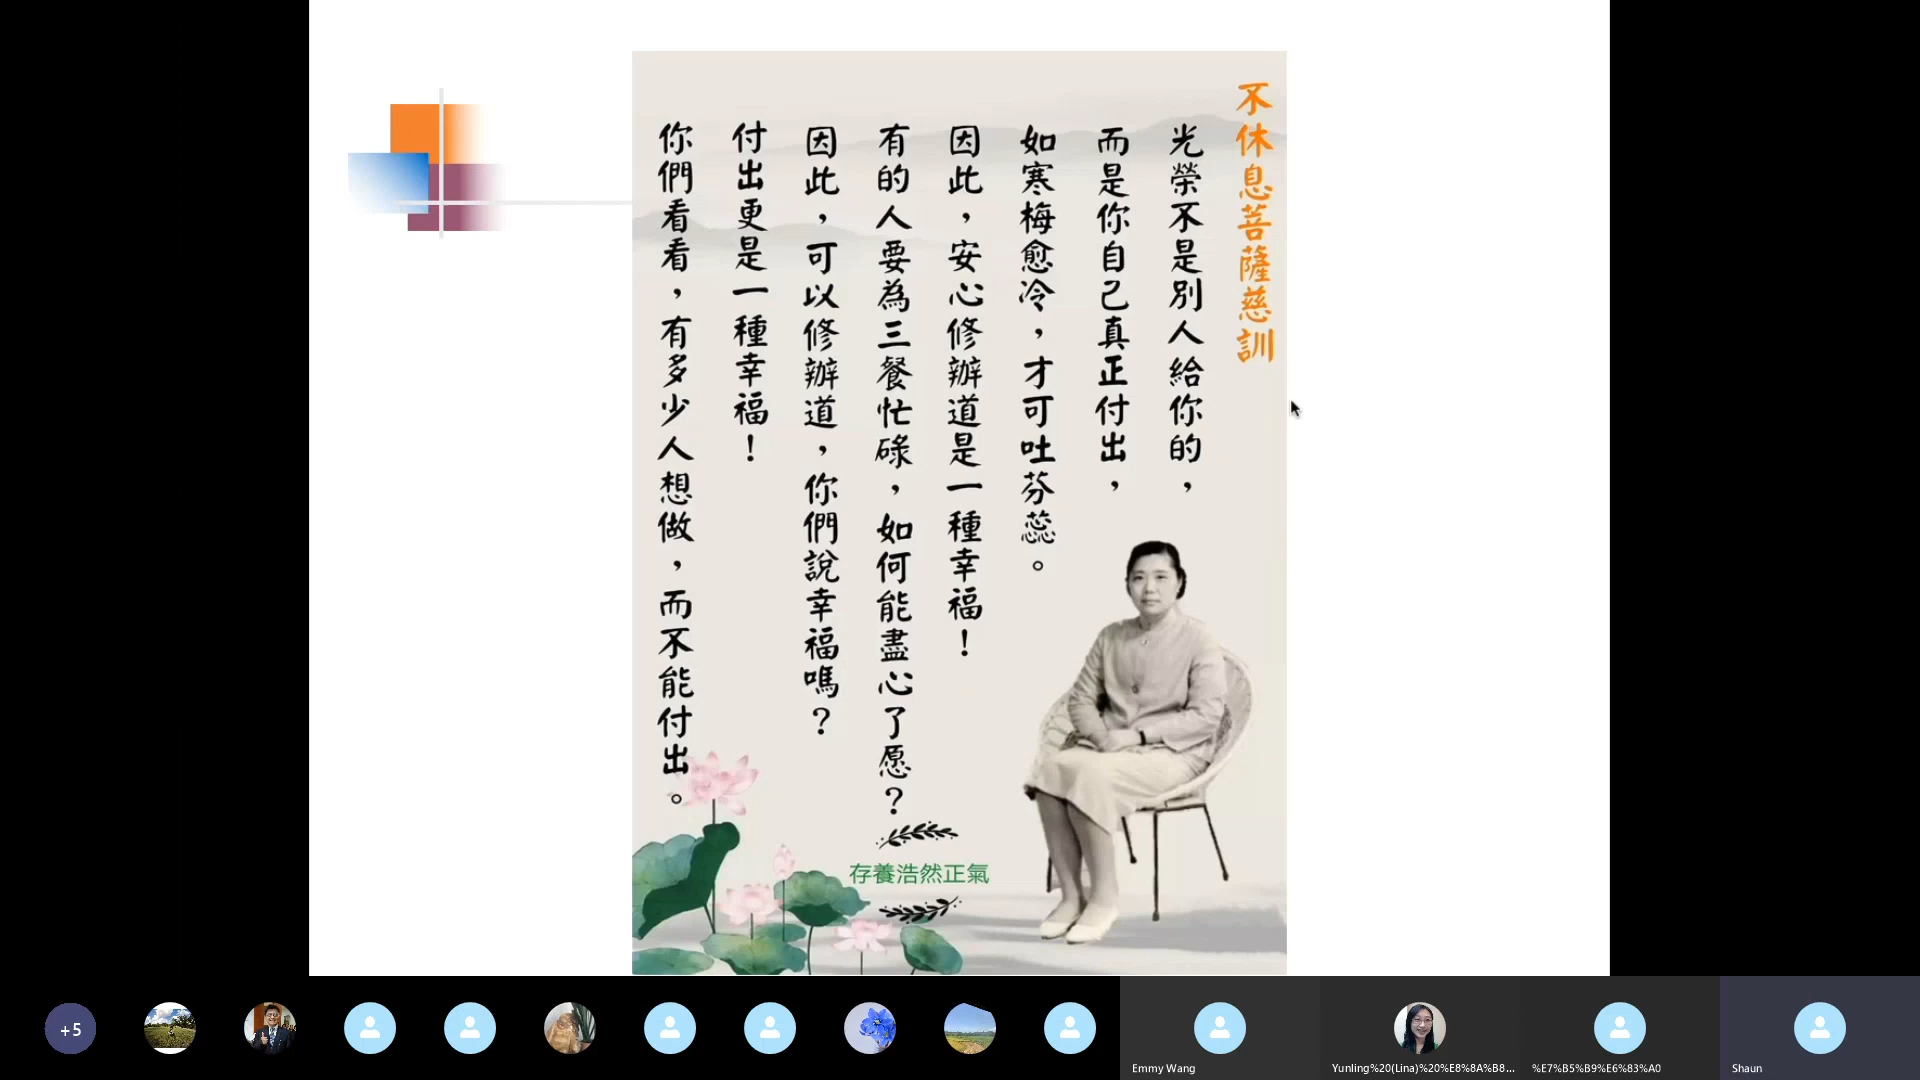 不休息菩薩慈訓
光榮不是別人給你的，
而是你自己真正付出，
如寒梅愈冷，才可吐芬蕊。
因此，安心修辦道是一種幸福！
有的人要為三餐忙碌，如何能盡心了愿？
因此，可以修辦道，你們說幸福嗎？
付出更是一種幸福！
你們看看，有多少人想做，而不能付出。
存養浩然正氣
+5
Emmy Wang
Yunling%20(Lina)%20%E8%8A%B8...
%E7%B5%B9%E6%83%A0
Shaun